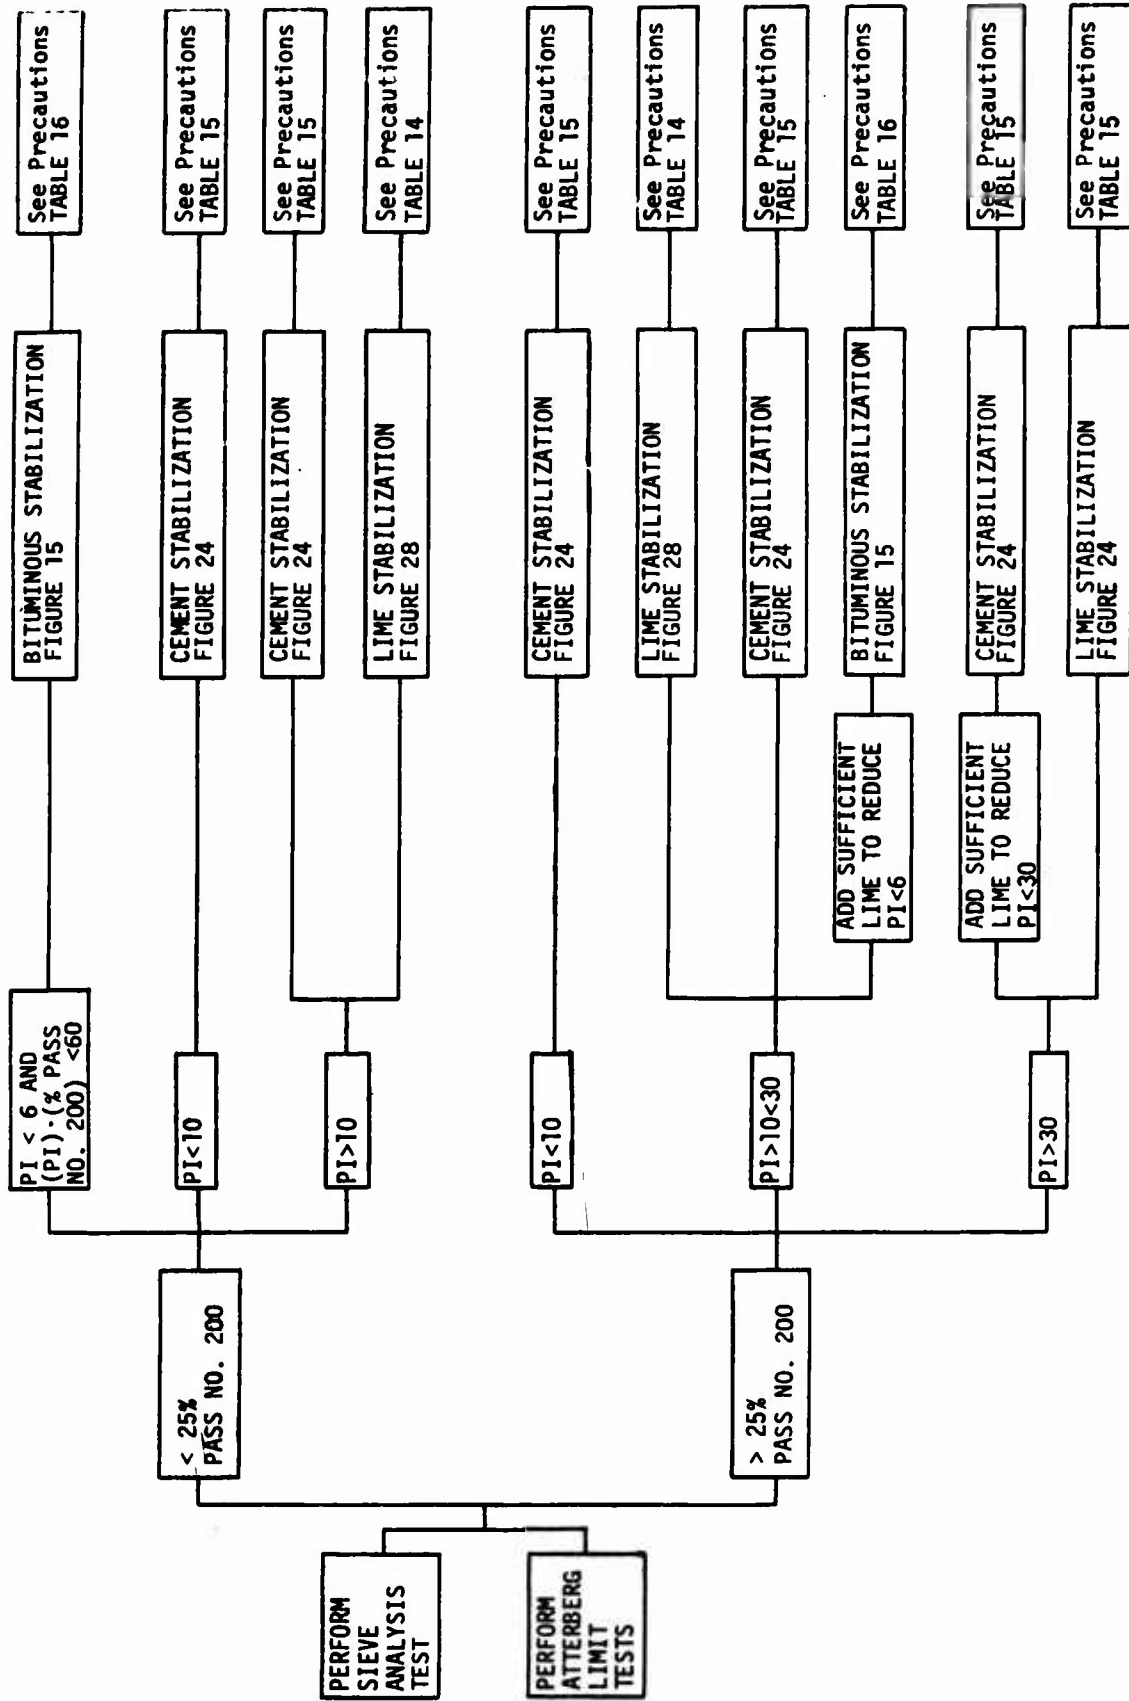 PERFORM
SIEVE
ANALYSIS
TEST
PERFORM
ATTERBERG
LIMIT
TESTS
< 25%
PASS NO. 200
> 25%
PASS NO. 200
PI < 6 AND
(PI)·(% PASS
NO. 200) <60
PI<10
PI>10
PI<10
PI>10<30
PI>30
ADD SUFFICIENT
LIME TO REDUCE
PI<6
ADD SUFFICIENT
LIME TO REDUCE
PI<30
BITUMINOUS STABILIZATION
FIGURE 15
CEMENT STABILIZATION
FIGURE 24
CEMENT STABILIZATION
FIGURE 24
LIME STABILIZATION
FIGURE 28
CEMENT STABILIZATION
FIGURE 24
LIME STABILIZATION
FIGURE 28
CEMENT STABILIZATION
FIGURE 24
BITUMINOUS STABILIZATION
FIGURE 15
CEMENT STABILIZATION
FIGURE 24
LIME STABILIZATION
FIGURE 24
See Precautions
TABLE 16
See Precautions
TABLE 15
See Precautions
TABLE 15
See Precautions
TABLE 14
See Precautions
TABLE 15
See Precautions
TABLE 14
See Precautions
TABLE 15
See Precautions
TABLE 16
See Precautions
TABLE 15
See Precautions
TABLE 15